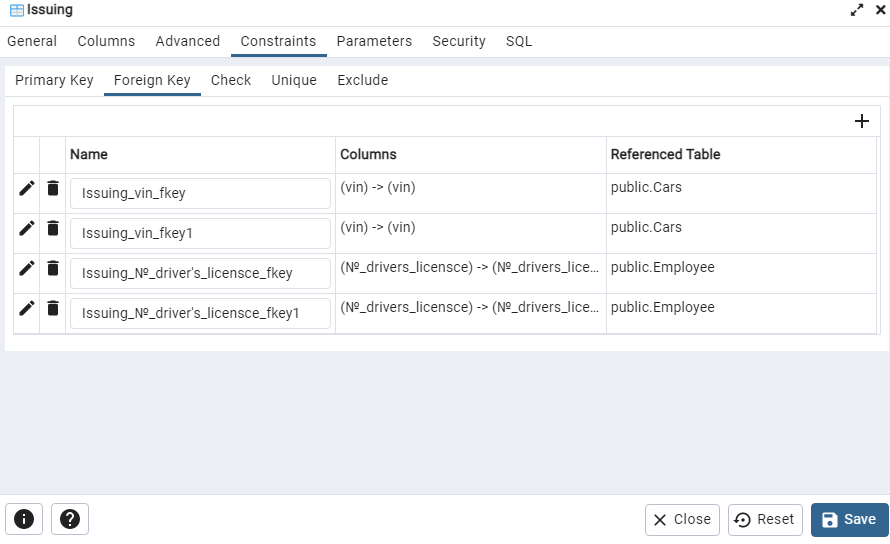 Issuing
General Columns Advanced Constraints Parameters Security SQL
Primary Key Foreign Key Check Unique Exclude
Name Columns Referenced Table
Issuing_vin_fkey (vin) -> (vin) public.Cars
Issuing_vin_fkey1 (vin) -> (vin) public.Cars
Issuing_№_driver's_licensce_fkey (№_drivers_licensce) -> (№_drivers_lice... public.Employee
Issuing_№_driver's_licensce_fkey1 (№_drivers_licensce) -> (№_drivers_lice... public.Employee
Close Reset Save